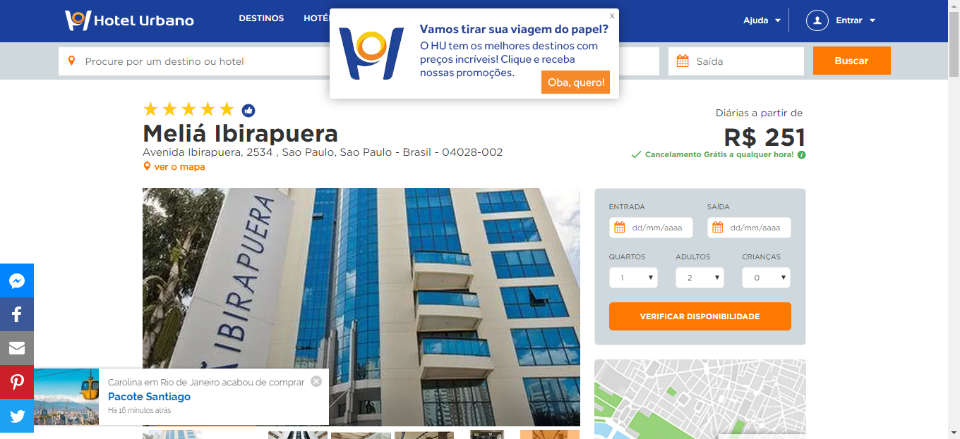 Hotel Urbano
DESTINOS
Ajuda
Entrar
Procure por um destino ou hotel
Saída
Buscar
x
Vamos tirar sua viagem do papel?
O HU tem os melhores destinos com
preços incríveis! Clique e receba
nossas promoções.
Oba, quero!
Meliá Ibirapuera
Avenida Ibirapuera, 2534 , Sao Paulo, Sao Paulo - Brasil - 04028-002
ver o mapa
Diárias a partir de
R$ 251
Cancelamento Grátis a qualquer hora!
IBIRAPUERA
ENTRADA
SAÍDA
dd/mm/aaaa
dd/mm/aaaa
QUARTOS
ADULTOS
CRIANÇAS
1
2
0
VERIFICAR DISPONIBILIDADE
Carolina em Rio de Janeiro acabou de comprar
Pacote Santiago
Há 16 minutos atrás